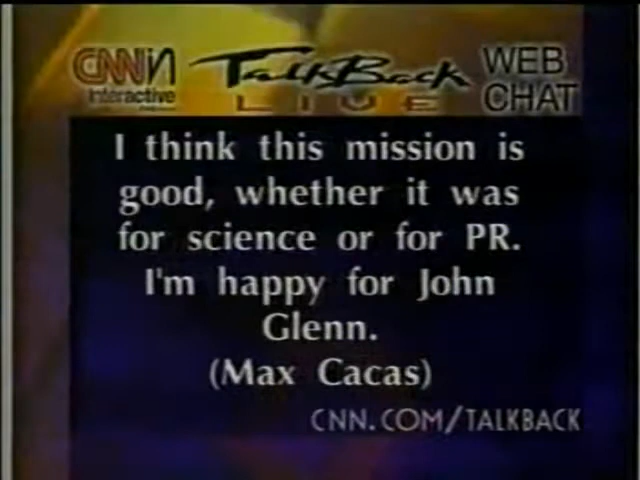 CNNin TalkBack WEB
Interactive LIVE CHAT
I think this mission is
good, whether it was
for science or for PR.
I'm happy for John
Glenn.
(Max Cacas)
CNN.COM/TALKBACK